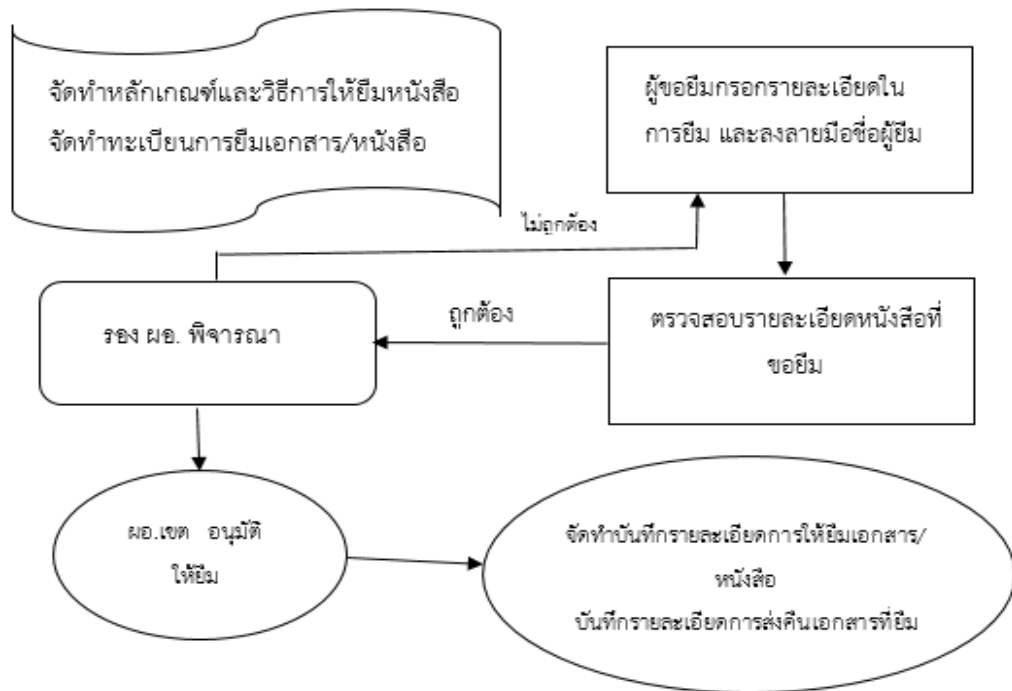 จัดทำหลักเกณฑ์และวิธีการให้ยืมหนังสือ
จัดทำทะเบียนการยืมเอกสาร/หนังสือ
ผู้ขอยืมกรอกรายละเอียดใน
การยืม และลงลายมือชื่อผู้ยืม
ไม่ถูกต้อง
รอง ผอ. พิจารณา
ถูกต้อง
ตรวจสอบรายละเอียดหนังสือที่
ขอยืม
ผอ.เขต อนุมัติ
ให้ยืม
จัดทำบันทึกรายละเอียดการให้ยืมเอกสาร/
หนังสือ
บันทึกรายละเอียดการส่งคืนเอกสารที่ยืม